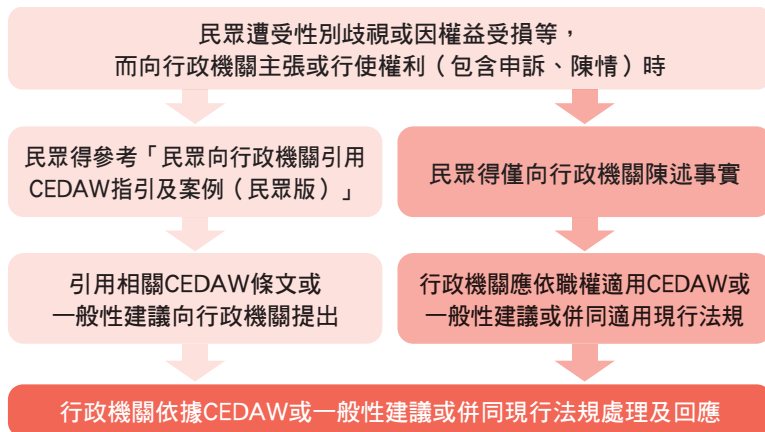 民眾遭受性別歧視或因權益受損等，
而向行政機關主張或行使權利（包含申訴、陳情）時
民眾得參考「民眾向行政機關引用
CEDAW指引及案例（民眾版）」
民眾得僅向行政機關陳述事實
引用相關CEDAW條文或
一般性建議向行政機關提出
行政機關應依職權適用CEDAW或
一般性建議或併同適用現行法規
行政機關依據CEDAW或一般性建議或併同現行法規處理及回應